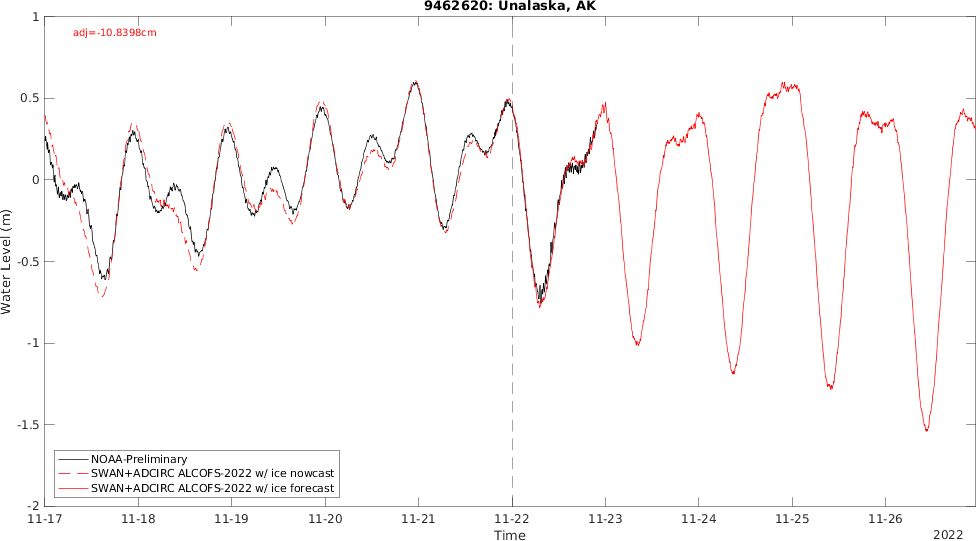 9462620: Unalaska, AK
adj=-10.8398cm
1
0.5
0
-0.5
-1
-1.5
-2
Water Level (m)
NOAA-Preliminary
SWAN+ADCIRC ALCOFS-2022 w/ ice nowcast
SWAN+ADCIRC ALCOFS-2022 w/ ice forecast
11-17 11-18 11-19 11-20 11-21 11-22 11-23 11-24 11-25 11-26
Time
2022